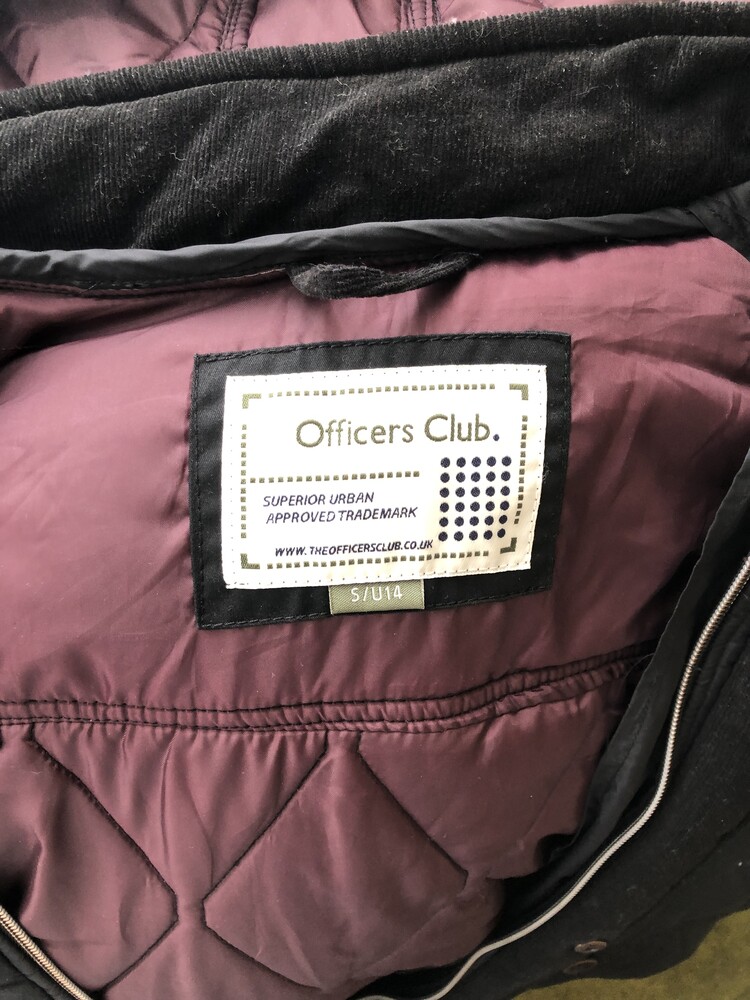 Officers Club.
SUPERIOR URBAN
APPROVED TRADEMARK
WWW.THEOFFICERSCLUB.CO.UK
S/U14